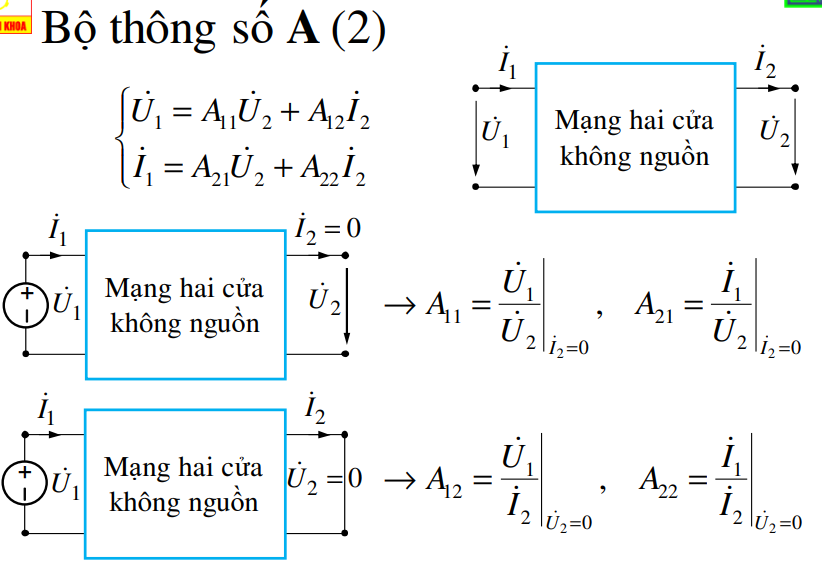 KHOA
Bộ thông số A (2)
U̇₁ = A₁₁U̇₂ + A₁₂İ₂
İ₁ = A₂₁U̇₂ + A₂₂İ₂
İ₁ İ₂
U̇₁ Mạng hai cửa U̇₂
không nguồn
İ₁ İ₂ = 0
+ − U̇₁ Mạng hai cửa U̇₂
không nguồn
→ A₁₁ = U̇₁/U̇₂ |İ₂=0 , A₂₁ = İ₁/U̇₂ |İ₂=0
İ₁ İ₂
+ − U̇₁ Mạng hai cửa U̇₂ = 0
không nguồn
→ A₁₂ = U̇₁/İ₂ |U̇₂=0 , A₂₂ = İ₁/İ₂ |U̇₂=0